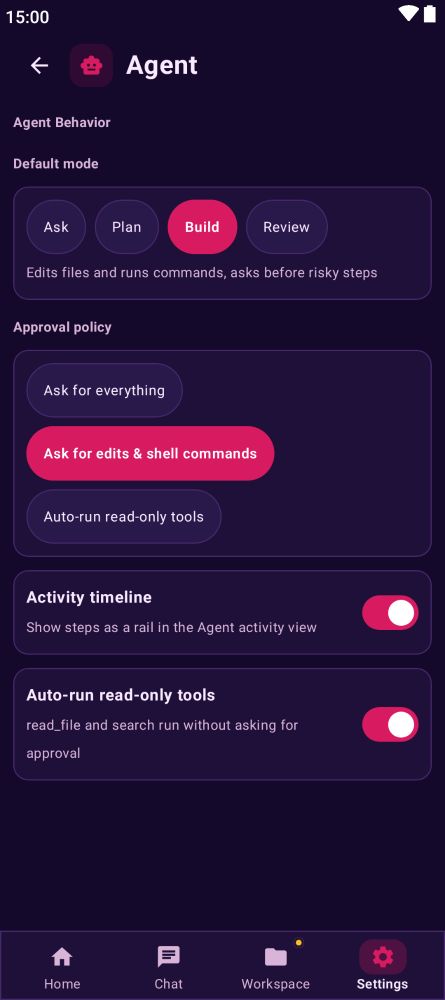 15:00
Agent
Agent Behavior
Default mode
Ask
Plan
Build
Review
Edits files and runs commands, asks before risky steps
Approval policy
Ask for everything
Ask for edits & shell commands
Auto-run read-only tools
Activity timeline
Show steps as a rail in the Agent activity view
Auto-run read-only tools
read_file and search run without asking for
approval
Home
Chat
Workspace
Settings